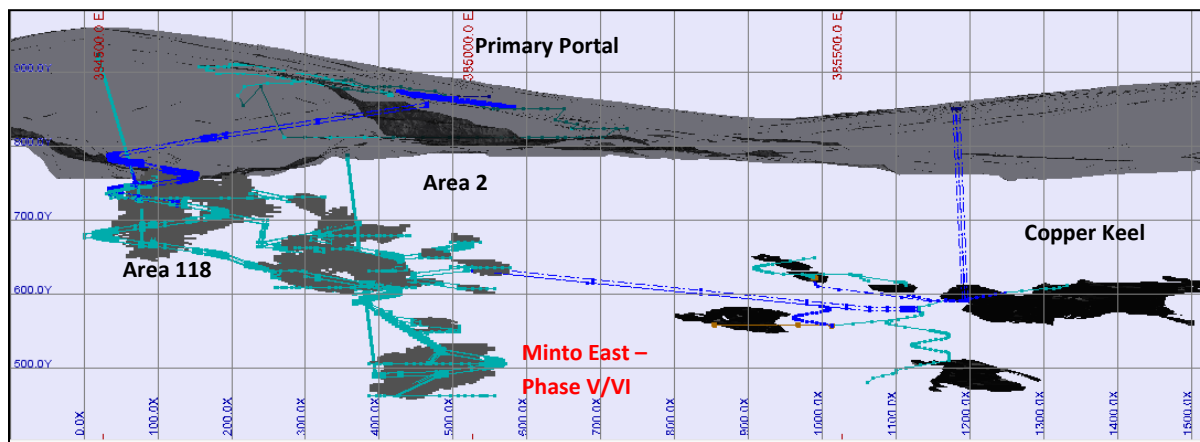 Primary Portal
384500.0 E
385000.0 E
385500.0 E
900.0Y
800.0Y
Area 2
700.0Y
Copper Keel
Area 118
600.0Y
Minto East –
Phase V/VI
500.0Y
0.0X
100.0X
200.0X
300.0X
400.0X
500.0X
600.0X
700.0X
800.0X
900.0X
1000.0X
1100.0X
1200.0X
1300.0X
1400.0X